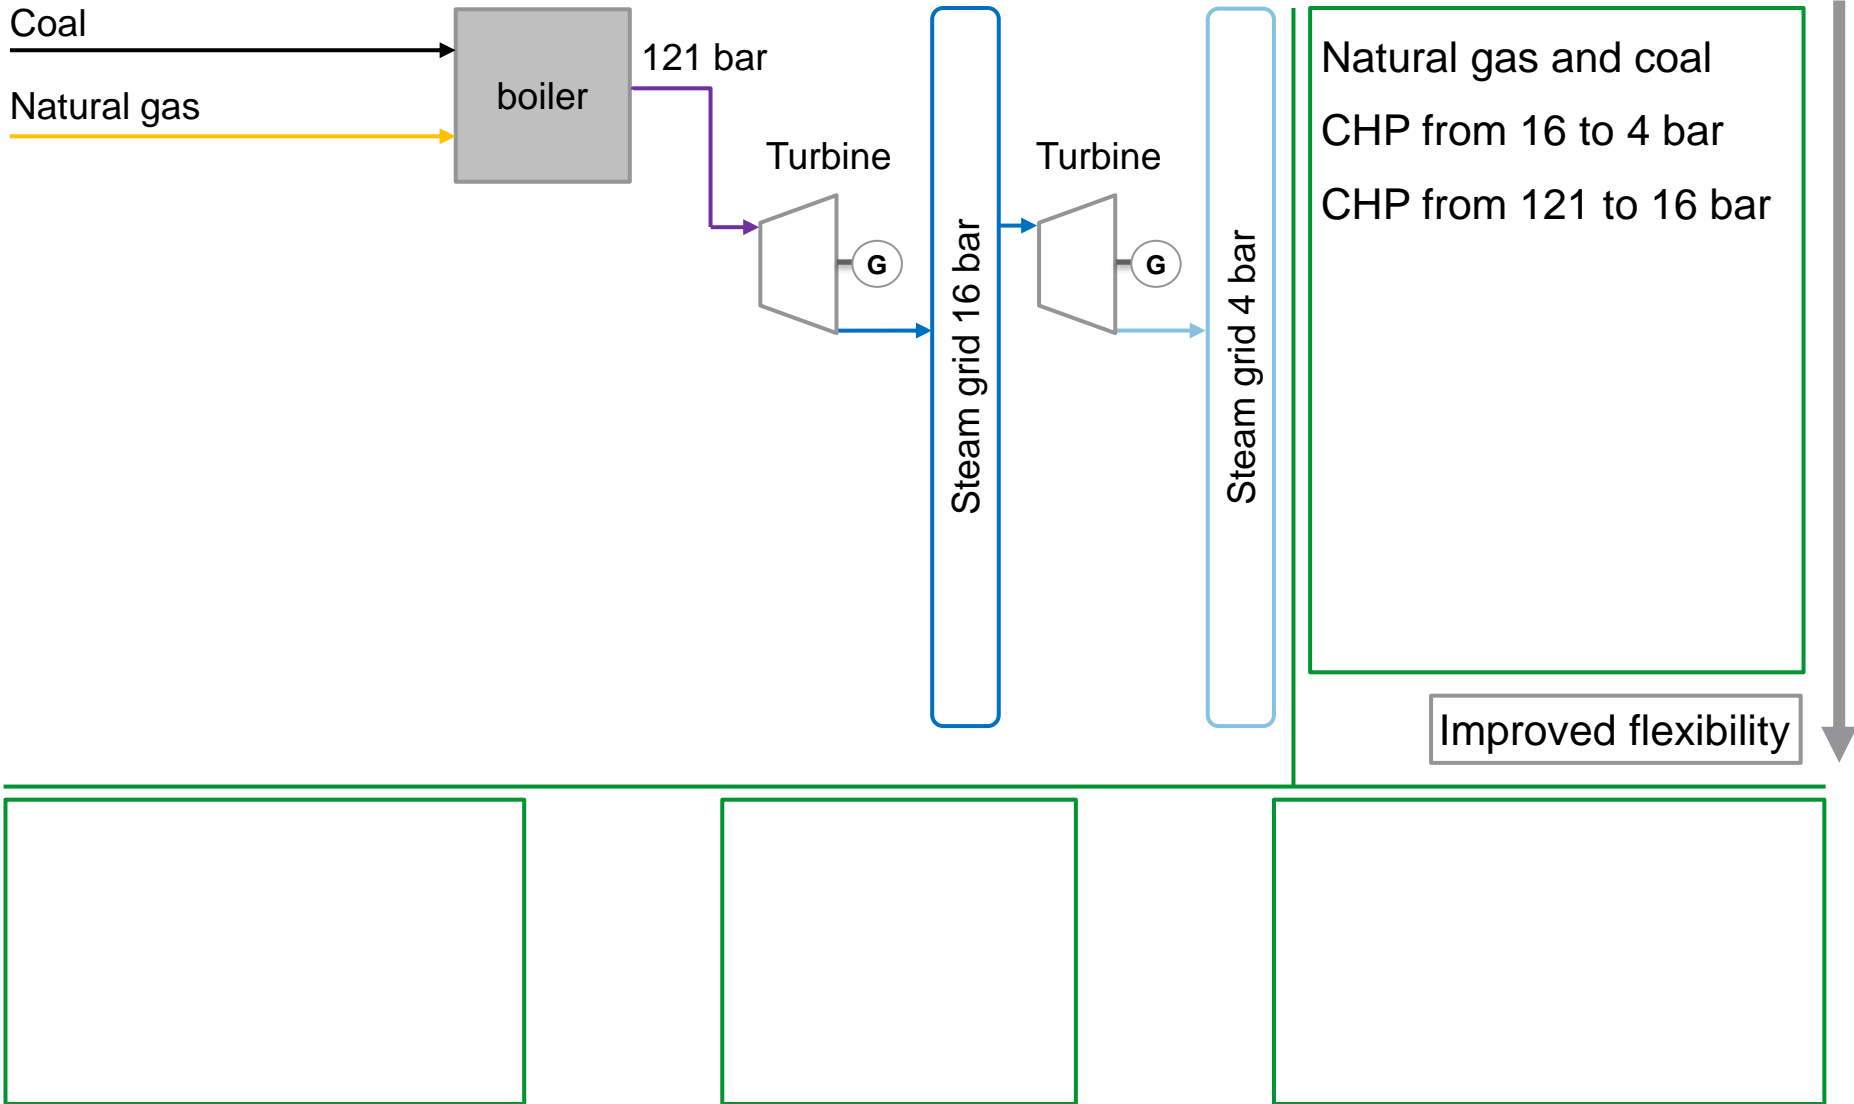 Coal
Natural gas
boiler
121 bar
Turbine
G
Steam grid 16 bar
Turbine
G
Steam grid 4 bar
Natural gas and coal
CHP from 16 to 4 bar
CHP from 121 to 16 bar
Improved flexibility